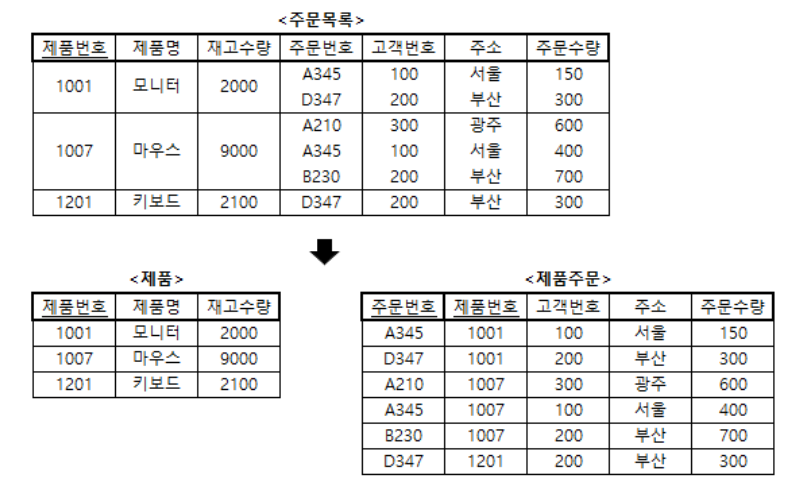 <주문목록>
제품번호 제품명 재고수량 주문번호 고객번호 주소 주문수량
1001 모니터 2000 A345 100 서울 150
D347 200 부산 300
1007 마우스 9000 A210 300 광주 600
A345 100 서울 400
B230 200 부산 700
1201 키보드 2100 D347 200 부산 300
<제품>
제품번호 제품명 재고수량
1001 모니터 2000
1007 마우스 9000
1201 키보드 2100
<제품주문>
주문번호 제품번호 고객번호 주소 주문수량
A345 1001 100 서울 150
D347 1001 200 부산 300
A210 1007 300 광주 600
A345 1007 100 서울 400
B230 1007 200 부산 700
D347 1201 200 부산 300